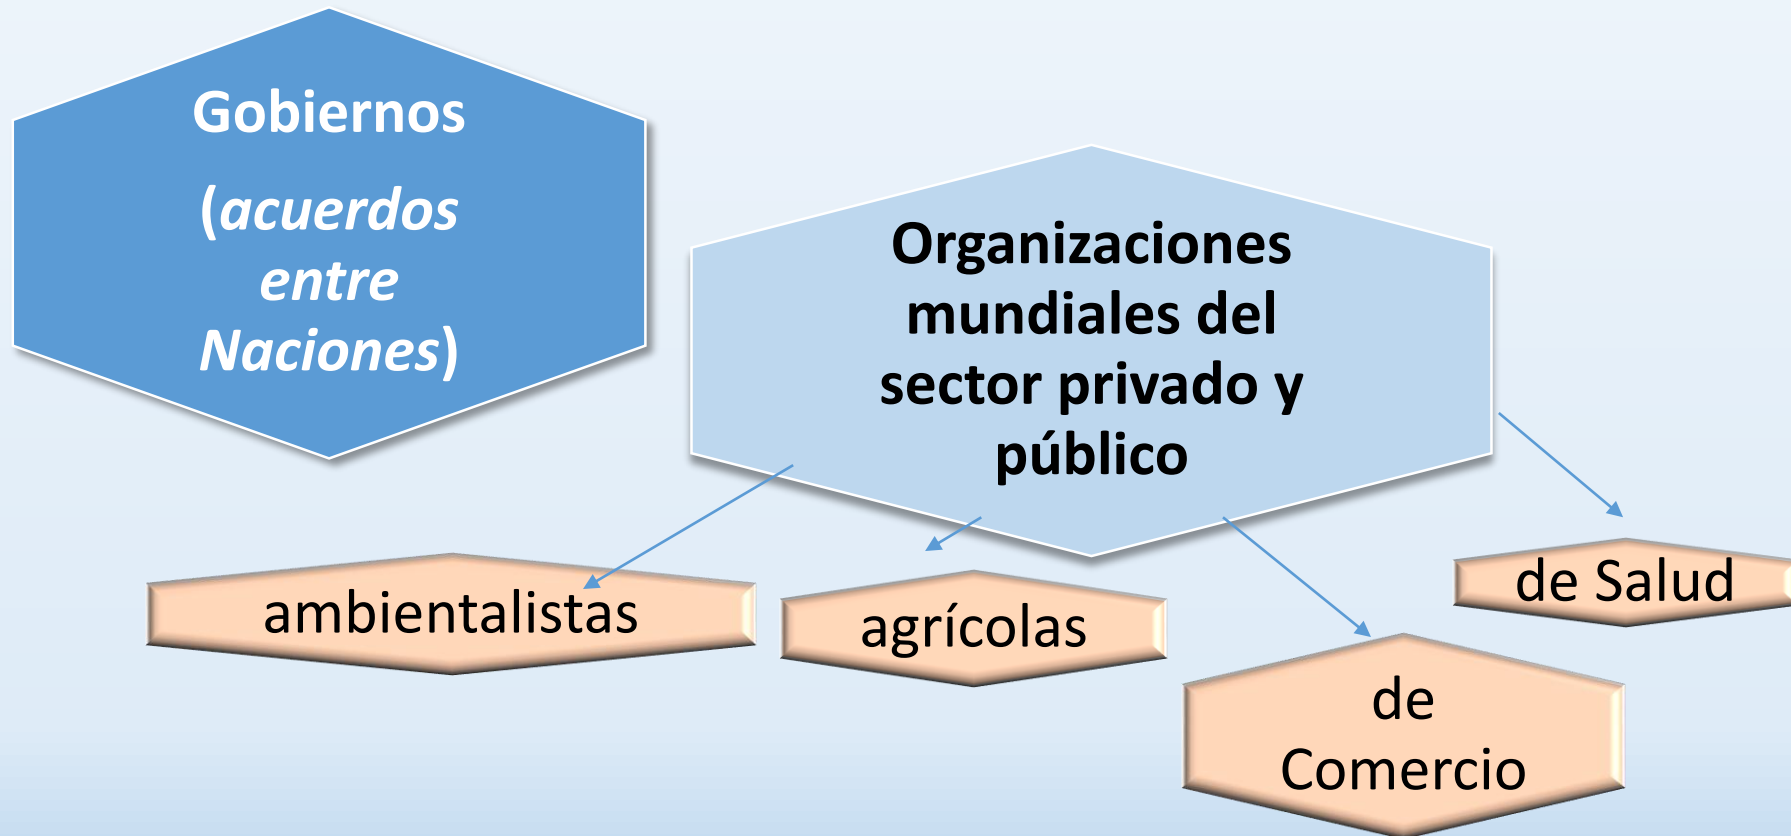 Gobiernos
(acuerdos
entre
Naciones)
Organizaciones
mundiales del
sector privado y
público
ambientalistas
agrícolas
de Salud
de
Comercio